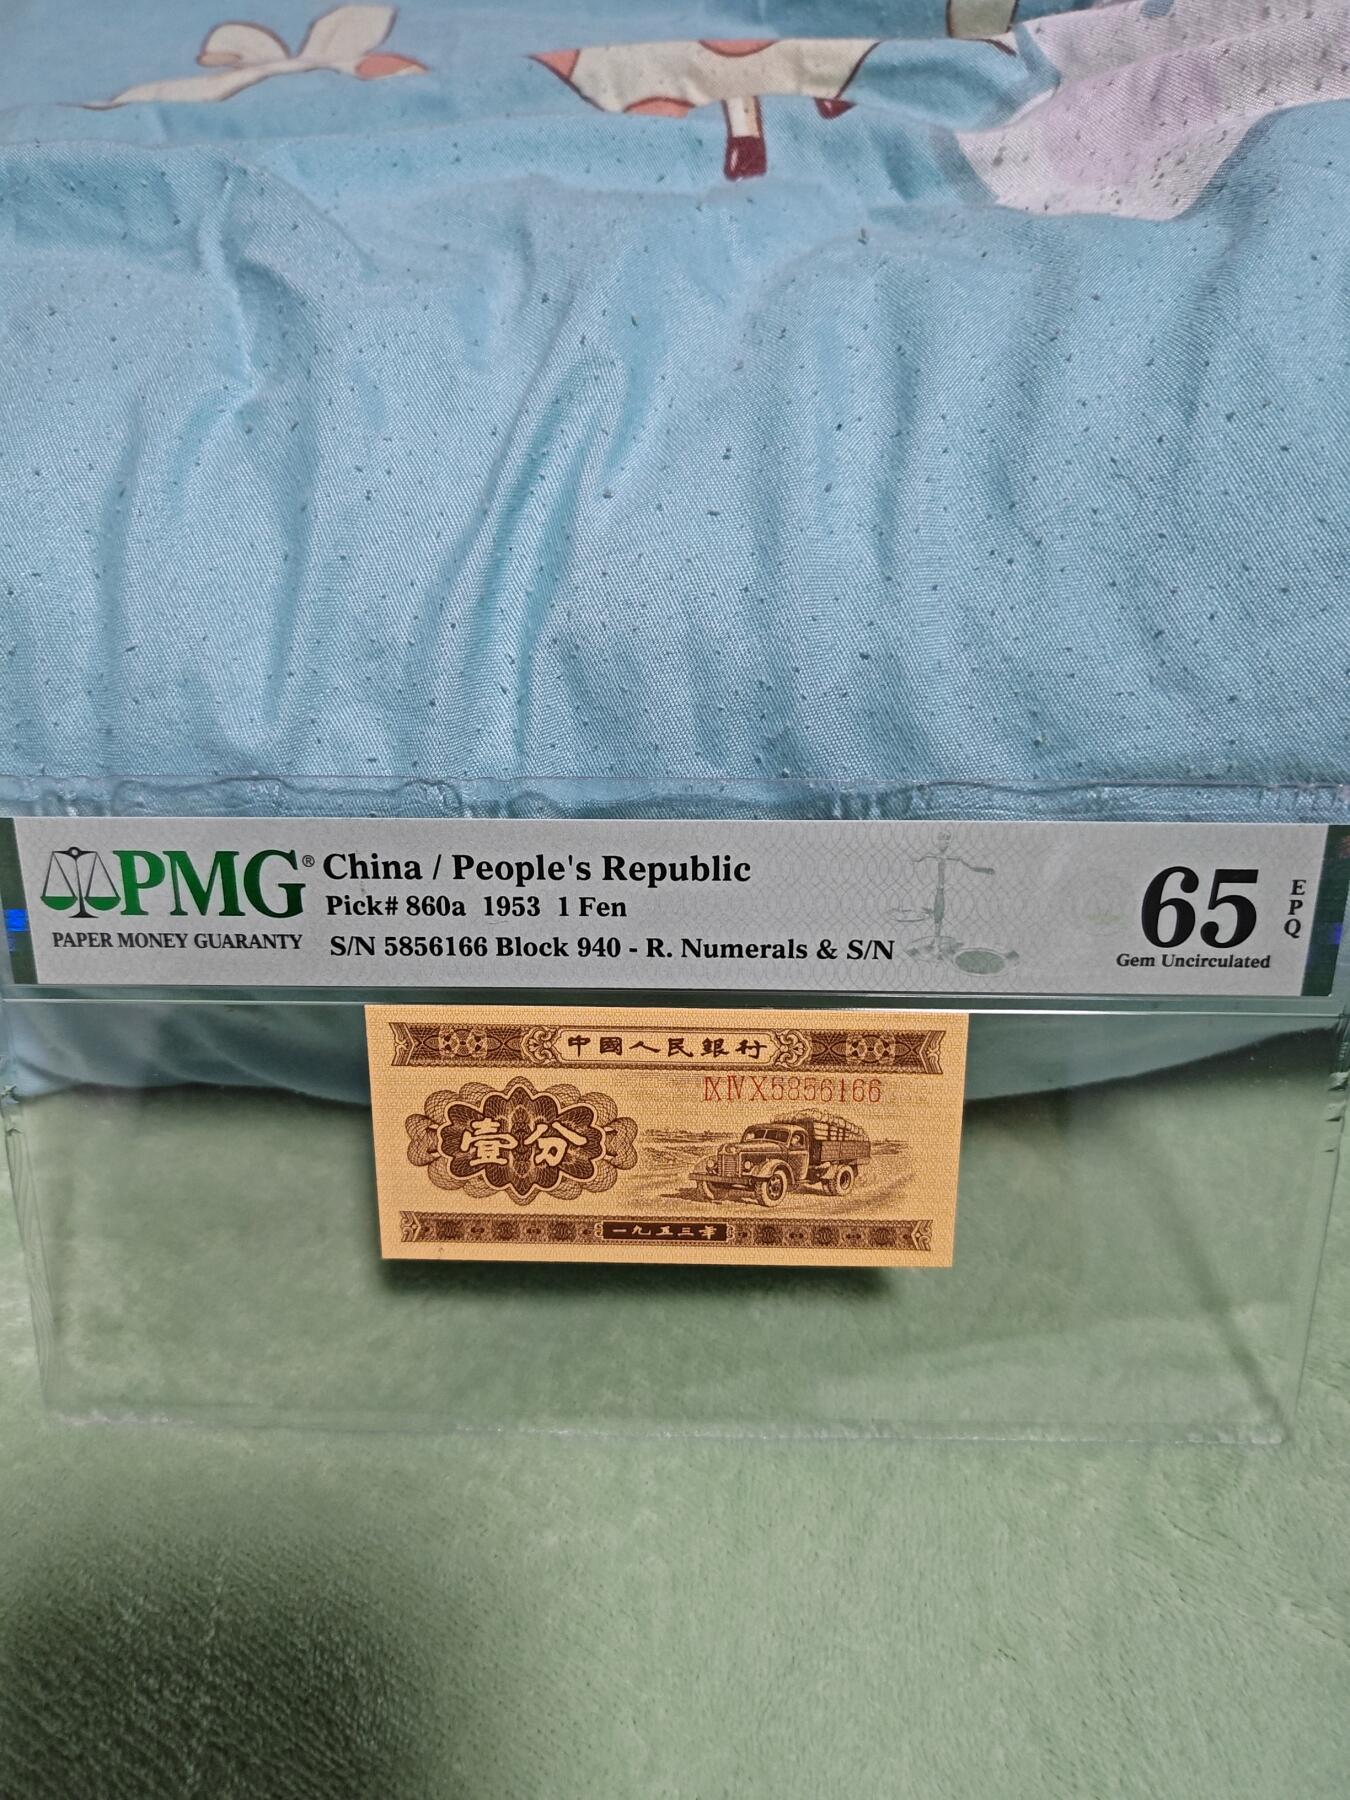 PMG® China / People's Republic
Pick# 860a 1953 1 Fen
PAPER MONEY GUARANTY
S/N 5856166 Block 940 - R. Numerals & S/N
65
EPQ
Gem Uncirculated
中國人民銀行
ⅨⅣⅩ5856166
壹分
一九五三年